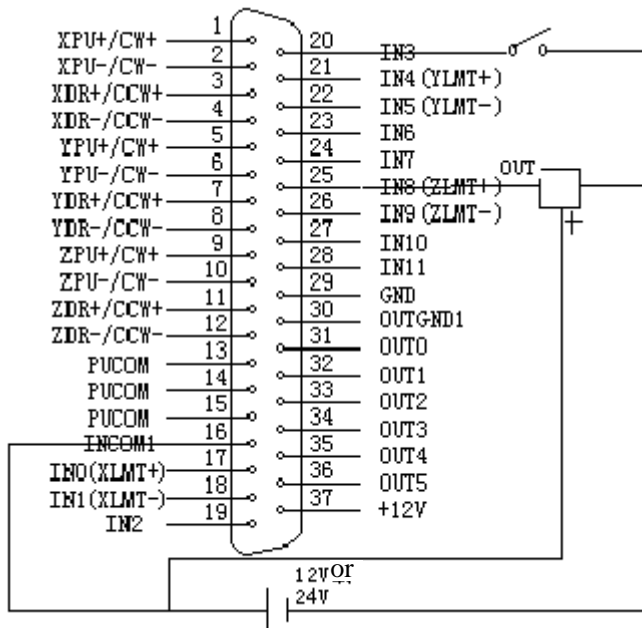 1
XPU+/CW+
2
XPU-/CW-
3
XDR+/CCW+
4
XDR-/CCW-
5
YPU+/CW+
6
YPU-/CW-
7
YDR+/CCW+
8
YDR-/CCW-
9
ZPU+/CW+
10
ZPU-/CW-
11
ZDR+/CCW+
12
ZDR-/CCW-
13
PUCOM
14
PUCOM
15
PUCOM
16
INCOM1
17
IN0(XLMT+)
18
IN1(XLMT-)
19
IN2
20
IN3
21
IN4(YLMT+)
22
IN5(YLMT-)
23
IN6
24
IN7
25
IN8(ZLMT+)
26
IN9(ZLMT-)
27
IN10
28
IN11
29
GND
30
OUTGND1
31
OUT0
32
OUT1
33
OUT2
34
OUT3
35
OUT4
36
OUT5
37
+12V
OUT
+
12V or
24V